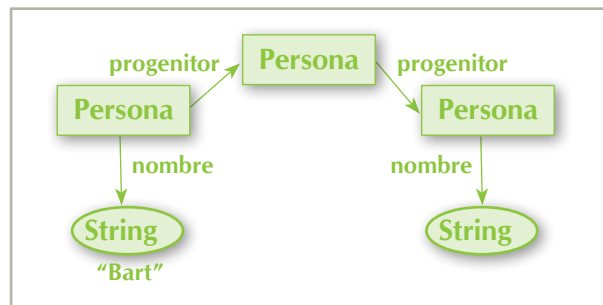 Persona
progenitor
progenitor
Persona
Persona
nombre
nombre
String
String
“Bart”